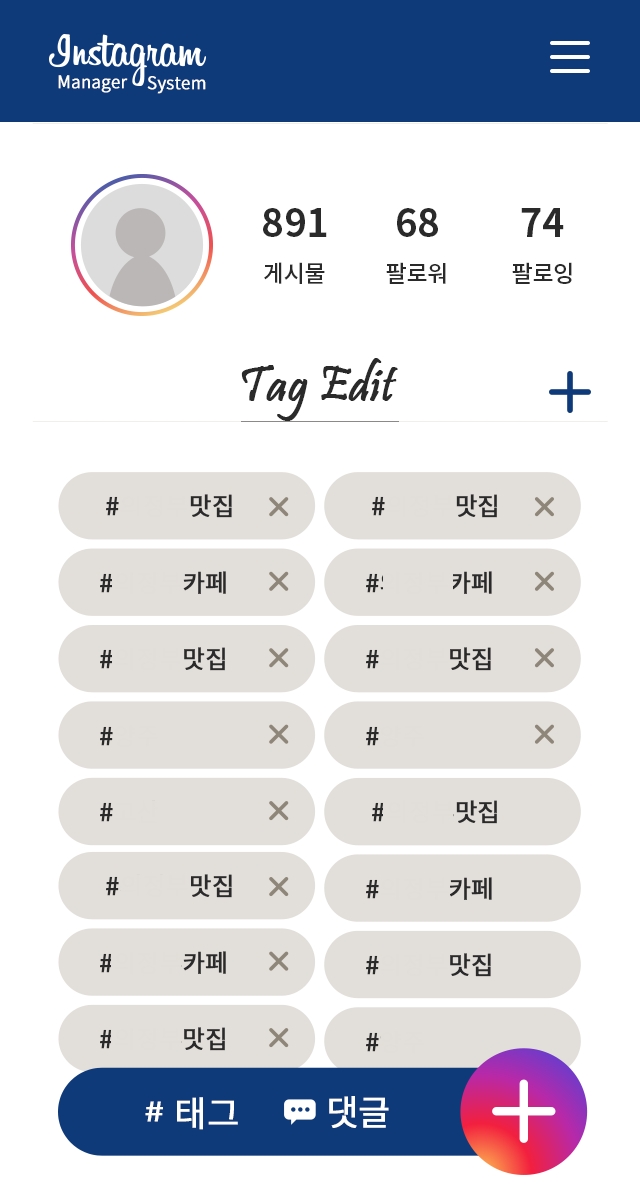 Instagram
Manager System
891 68 74
게시물 팔로워 팔로잉
Tag Edit
# 맛집 # 맛집
# 카페 # 카페
# 맛집 # 맛집
# #
# # 맛집
# 맛집 # 카페
# 카페 # 맛집
# 맛집 #
# 태그 댓글